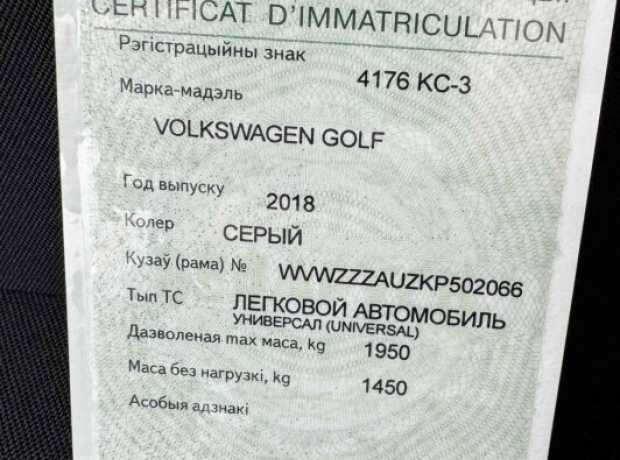 CERTIFICAT D'IMMATRICULATION
Рэгістрацыйны знак
4176 KC-3
Марка-мадэль
VOLKSWAGEN GOLF
Год выпуску
2018
Колер
СЕРЫЙ
Кузаў (рама) № WVWZZZAUZKP502066
Тып ТС
ЛЕГКОВОЙ АВТОМОБИЛЬ
УНИВЕРСАЛ (UNIVERSAL)
Дазволеная max маса, kg 1950
Маса без нагрузкі, kg 1450
Асобыя адзнакі